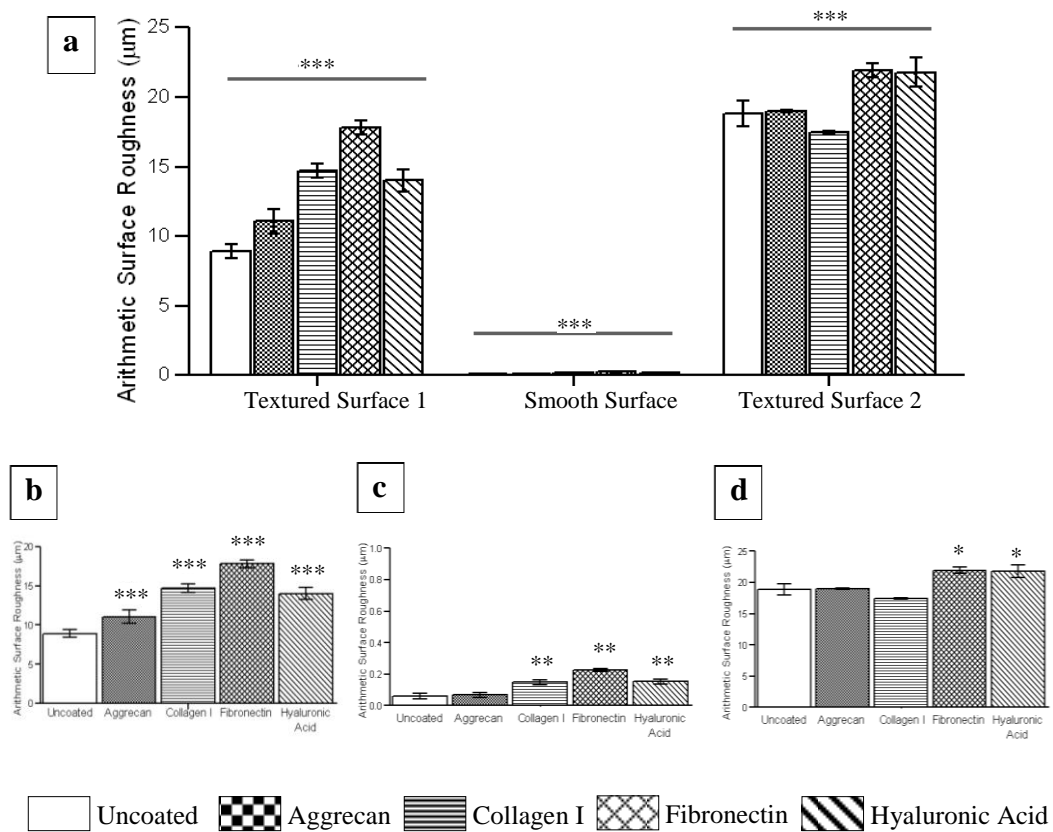 a
Arithmetic Surface Roughness (μm)
25
20
15
10
5
0
***
***
***
Textured Surface 1
Smooth Surface
Textured Surface 2
b
Arithmetic Surface Roughness (μm)
20
15
10
5
0
***
***
***
***
Uncoated Aggrecan Collagen I Fibronectin Hyaluronic
Acid
c
Arithmetic Surface Roughness (μm)
1.0
0.8
0.6
0.4
0.2
0.0
**
**
**
Uncoated Aggrecan Collagen I Fibronectin Hyaluronic
Acid
d
Arithmetic Surface Roughness (μm)
25
20
15
10
5
0
*
*
Uncoated Aggrecan Collagen I Fibronectin Hyaluronic
Acid
Uncoated Aggrecan Collagen I Fibronectin Hyaluronic Acid